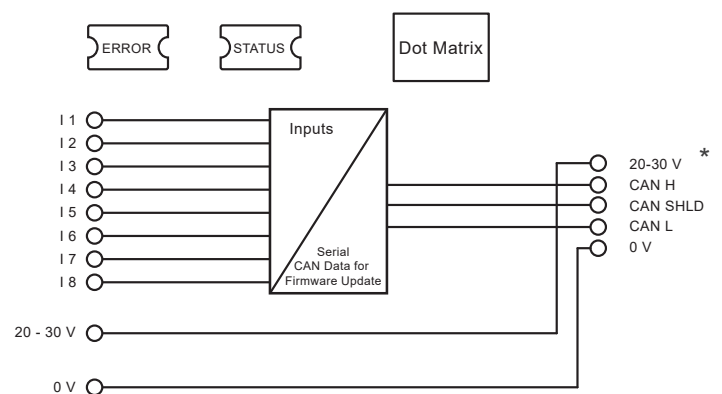 ERROR
STATUS
Dot Matrix
I 1
I 2
I 3
I 4
I 5
I 6
I 7
I 8
Inputs
Serial
CAN Data for
Firmware Update
20-30 V *
CAN H
CAN SHLD
CAN L
0 V
20 - 30 V
0 V